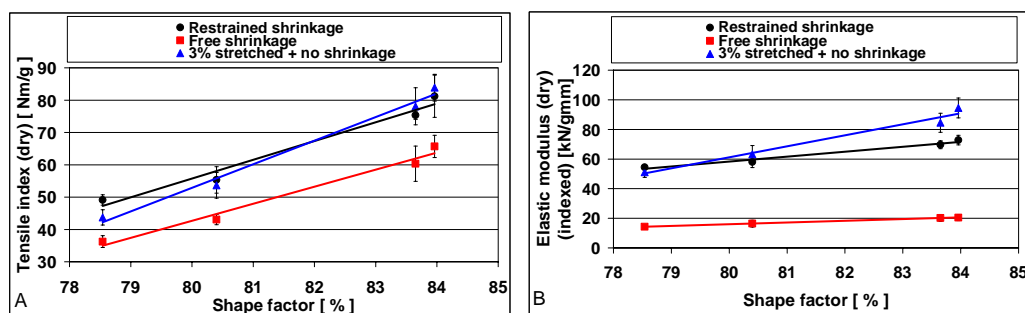 Restrained shrinkage
Free shrinkage
3% stretched + no shrinkage
Tensile index (dry) [ Nm/g ]
90
80
70
60
50
40
30
78 79 80 81 82 83 84 85
Shape factor [ % ]
A
Restrained shrinkage
Free shrinkage
3% stretched + no shrinkage
Elastic modulus (dry)
(indexed) [kN/gmm]
120
100
80
60
40
20
0
78 79 80 81 82 83 84 85
Shape factor [ % ]
B